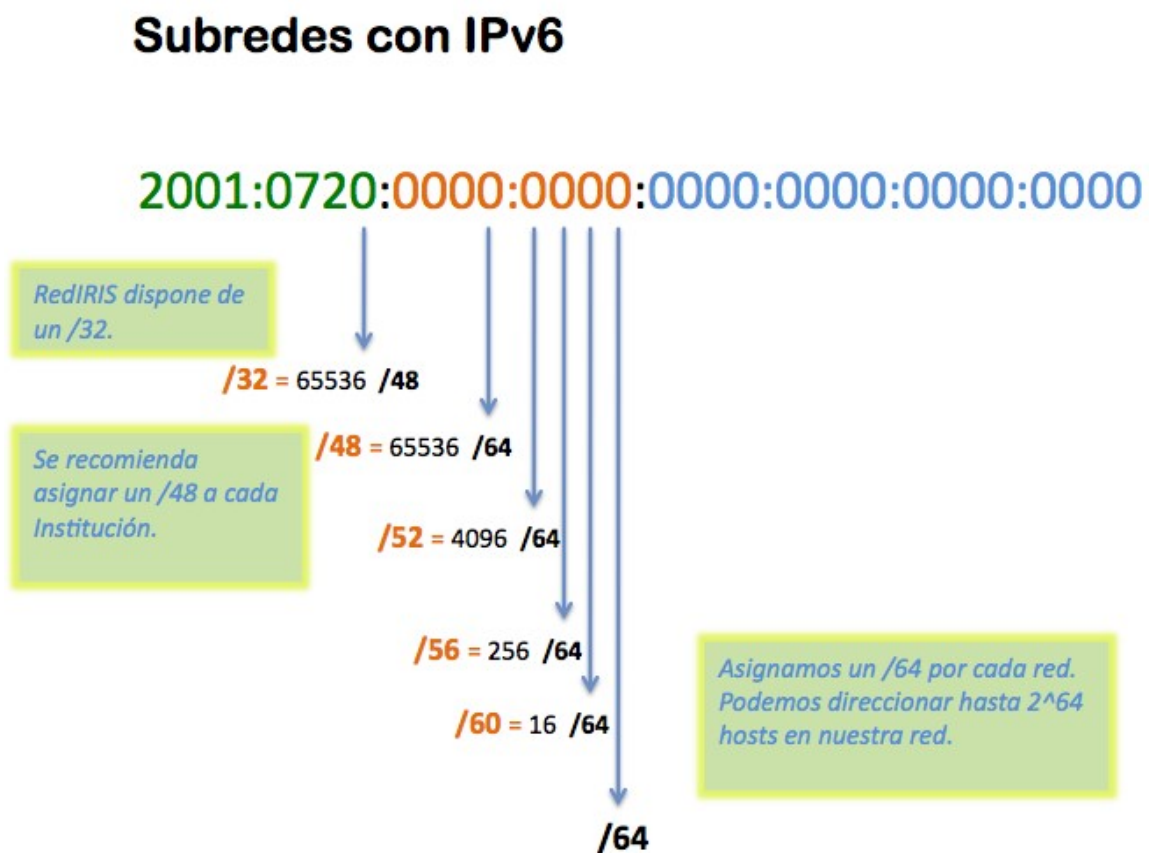 Subredes con IPv6
2001:0720:0000:0000:0000:0000:0000:0000
RedIRIS dispone de
un /32.
/32 = 65536 /48
Se recomienda
asignar un /48 a cada
Institución.
/48 = 65536 /64
/52 = 4096 /64
/56 = 256 /64
/60 = 16 /64
Asignamos un /64 por cada red.
Podemos direccionar hasta 2^64
hosts en nuestra red.
/64